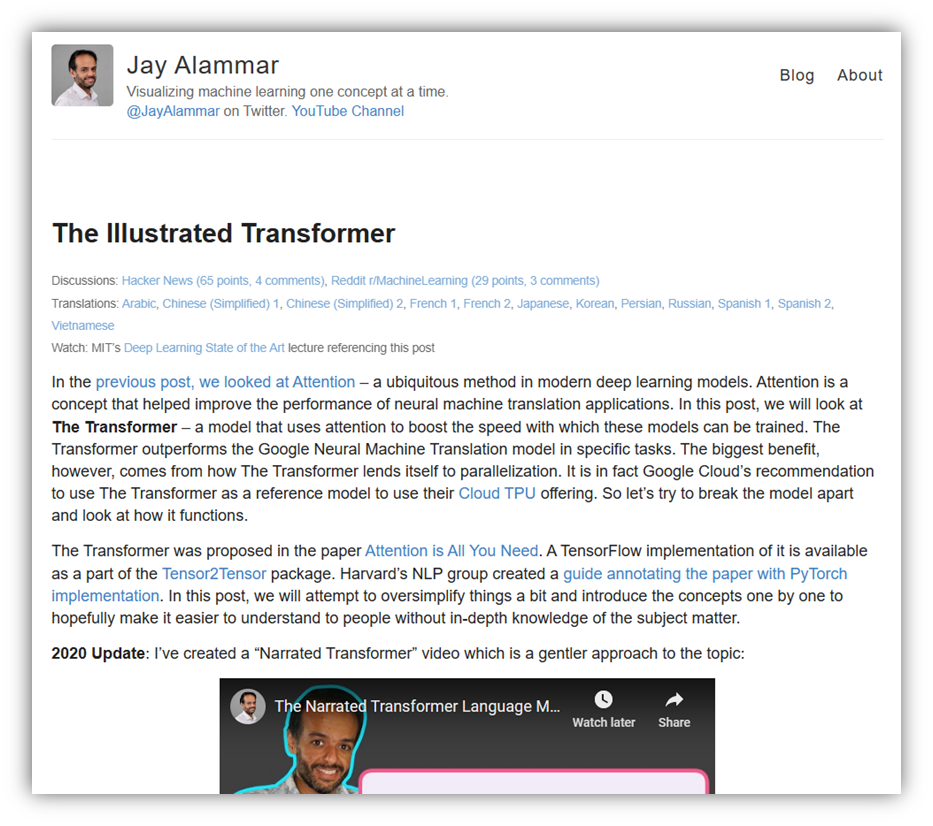 Jay Alammar
Visualizing machine learning one concept at a time.
@JayAlammar on Twitter. YouTube Channel
Blog About
The Illustrated Transformer
Discussions: Hacker News (65 points, 4 comments), Reddit r/MachineLearning (29 points, 3 comments)
Translations: Arabic, Chinese (Simplified) 1, Chinese (Simplified) 2, French 1, French 2, Japanese, Korean, Persian, Russian, Spanish 1, Spanish 2,
Vietnamese
Watch: MIT's Deep Learning State of the Art lecture referencing this post
In the previous post, we looked at Attention – a ubiquitous method in modern deep learning models. Attention is a
concept that helped improve the performance of neural machine translation applications. In this post, we will look at
The Transformer – a model that uses attention to boost the speed with which these models can be trained. The
Transformer outperforms the Google Neural Machine Translation model in specific tasks. The biggest benefit,
however, comes from how The Transformer lends itself to parallelization. It is in fact Google Cloud's recommendation
to use The Transformer as a reference model to use their Cloud TPU offering. So let's try to break the model apart
and look at how it functions.
The Transformer was proposed in the paper Attention is All You Need. A TensorFlow implementation of it is available
as a part of the Tensor2Tensor package. Harvard's NLP group created a guide annotating the paper with PyTorch
implementation. In this post, we will attempt to oversimplify things a bit and introduce the concepts one by one to
hopefully make it easier to understand to people without in-depth knowledge of the subject matter.
2020 Update: I've created a “Narrated Transformer” video which is a gentler approach to the topic:
The Narrated Transformer Language M...
Watch later Share